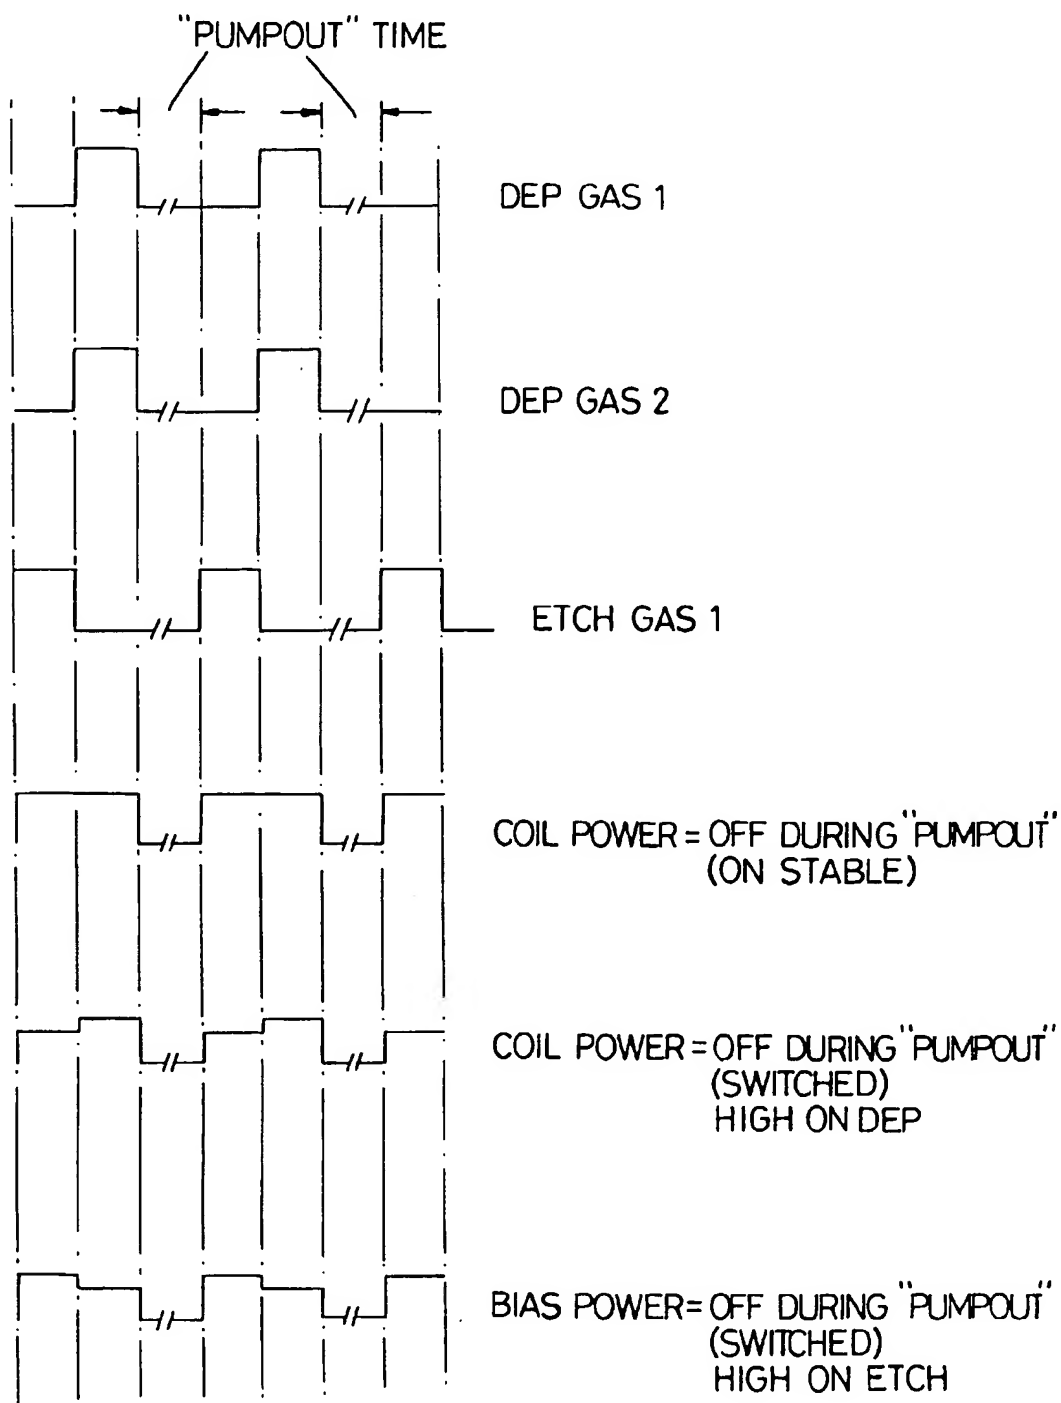 "PUMPOUT" TIME
DEP GAS 1
DEP GAS 2
ETCH GAS 1
COIL POWER = OFF DURING "PUMPOUT"
(ON STABLE)
COIL POWER = OFF DURING "PUMPOUT"
(SWITCHED)
HIGH ON DEP
BIAS POWER = OFF DURING "PUMPOUT"
(SWITCHED)
HIGH ON ETCH